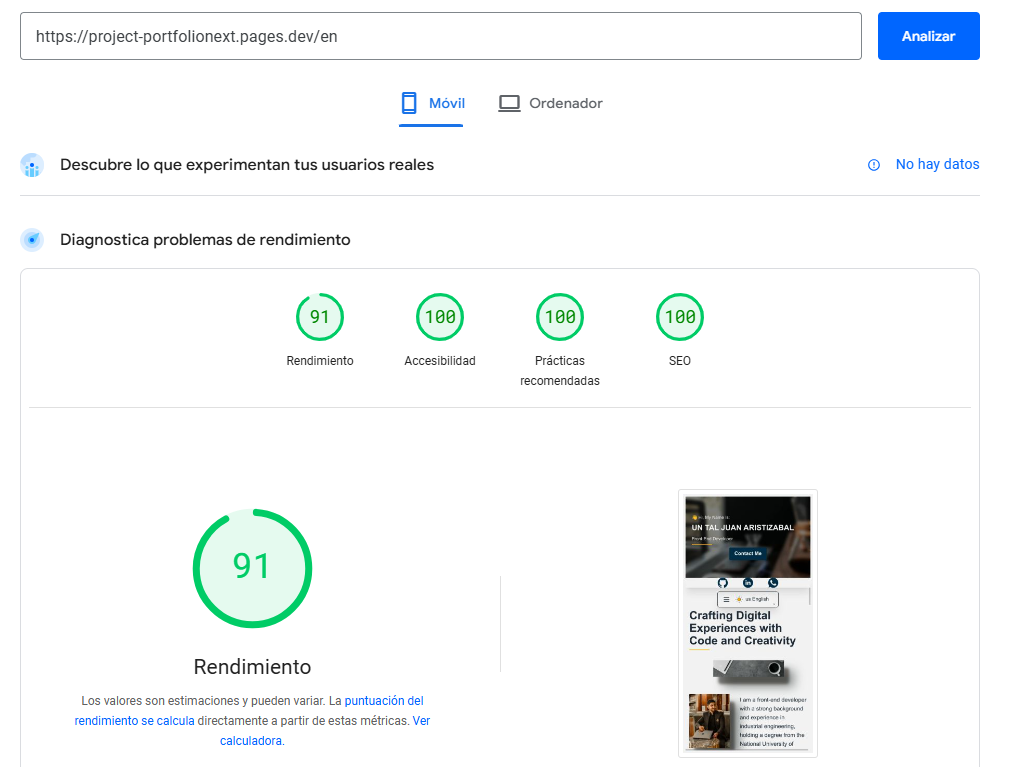 https://project-portfolionext.pages.dev/en
Analizar
Móvil
Ordenador
Descubre lo que experimentan tus usuarios reales
No hay datos
Diagnostica problemas de rendimiento
91
100
100
100
Rendimiento
Accesibilidad
Prácticas
recomendadas
SEO
91
Rendimiento
Los valores son estimaciones y pueden variar. La puntuación del
rendimiento se calcula directamente a partir de estas métricas. Ver
calculadora.
Hi, My Name is
UN TAL JUAN ARISTIZABAL
Front End Developer
Contact Me
us English
Crafting Digital
Experiences with
Code and Creativity
I am a front-end developer
with a strong background
and experience in
industrial engineering,
holding a degree from the
National University of